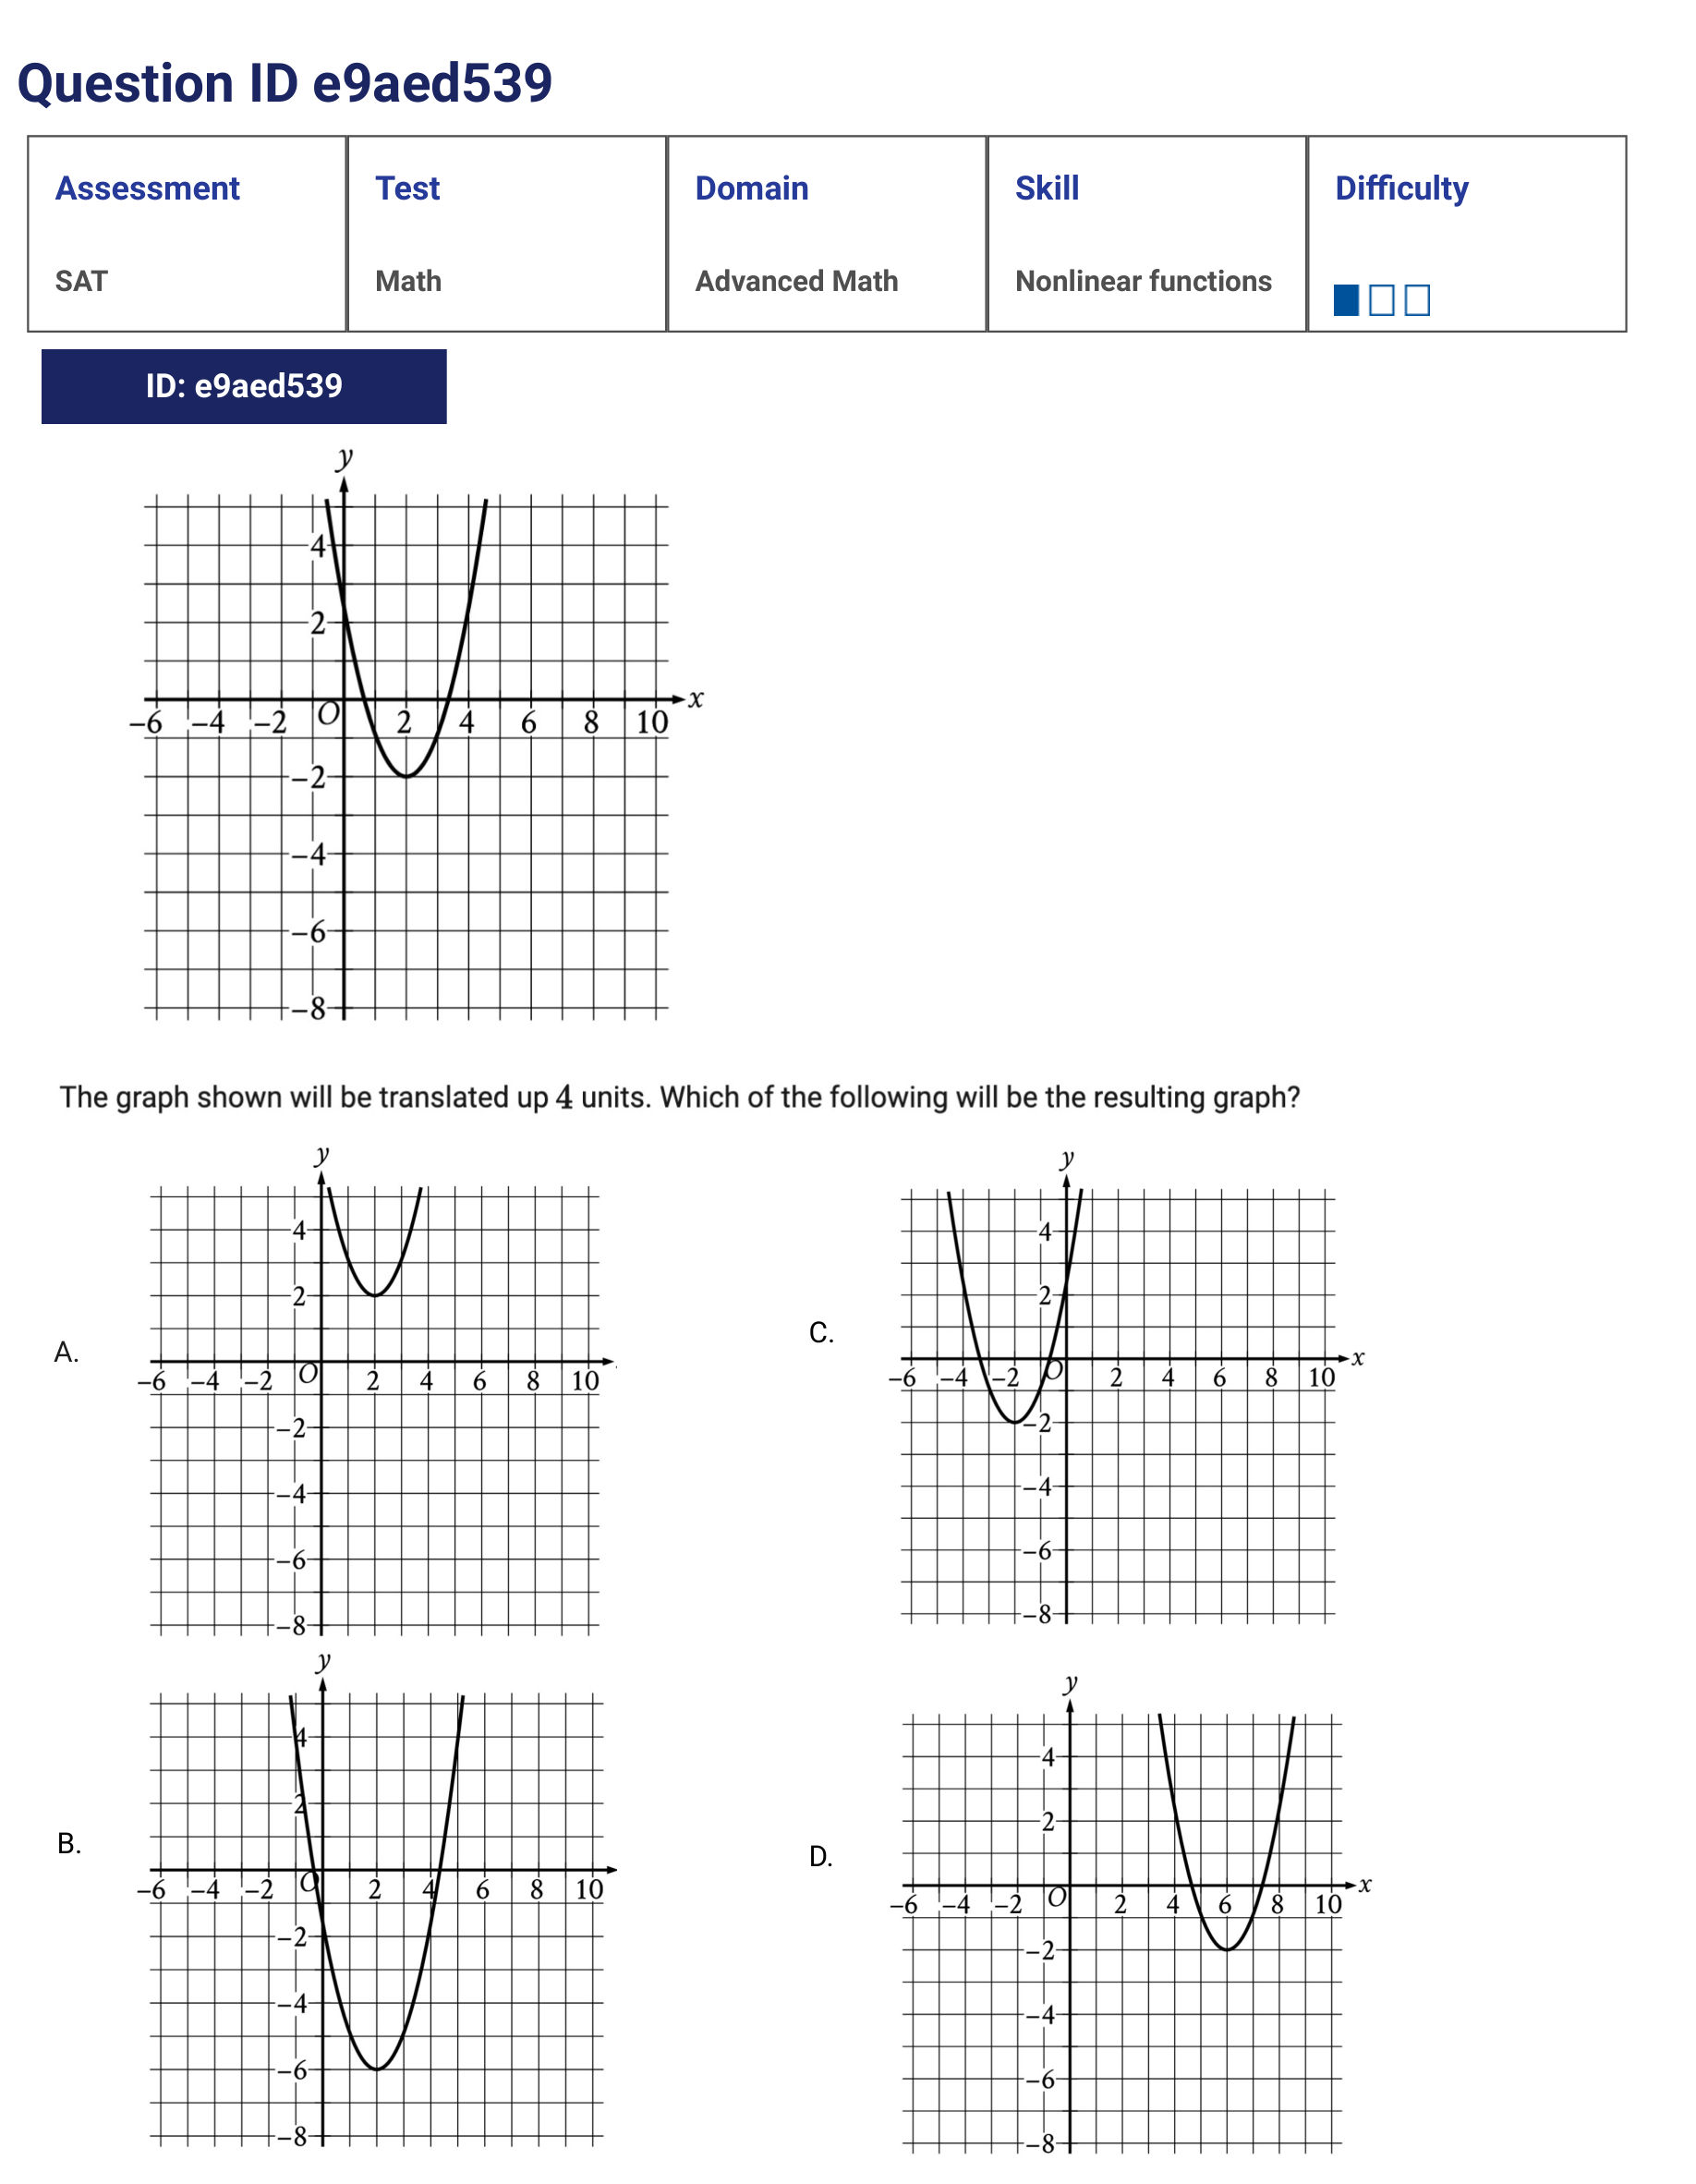 Question ID e9aed539
Assessment
Test
Domain
Skill
Difficulty
SAT
Math
Advanced Math
Nonlinear functions
ID: e9aed539
y
4
2
x
−6 −4 −2 O 2 4 6 8 10
−2
−4
−6
−8
The graph shown will be translated up 4 units. Which of the following will be the resulting graph?
A.
y
4
2
−6 −4 −2 O 2 4 6 8 10
−2
−4
−6
−8
B.
y
4
2
−6 −4 −2 O 2 4 6 8 10
−2
−4
−6
−8
C.
y
4
2
x
−6 −4 −2 O 2 4 6 8 10
−2
−4
−6
−8
D.
y
4
2
x
−6 −4 −2 O 2 4 6 8 10
−2
−4
−6
−8